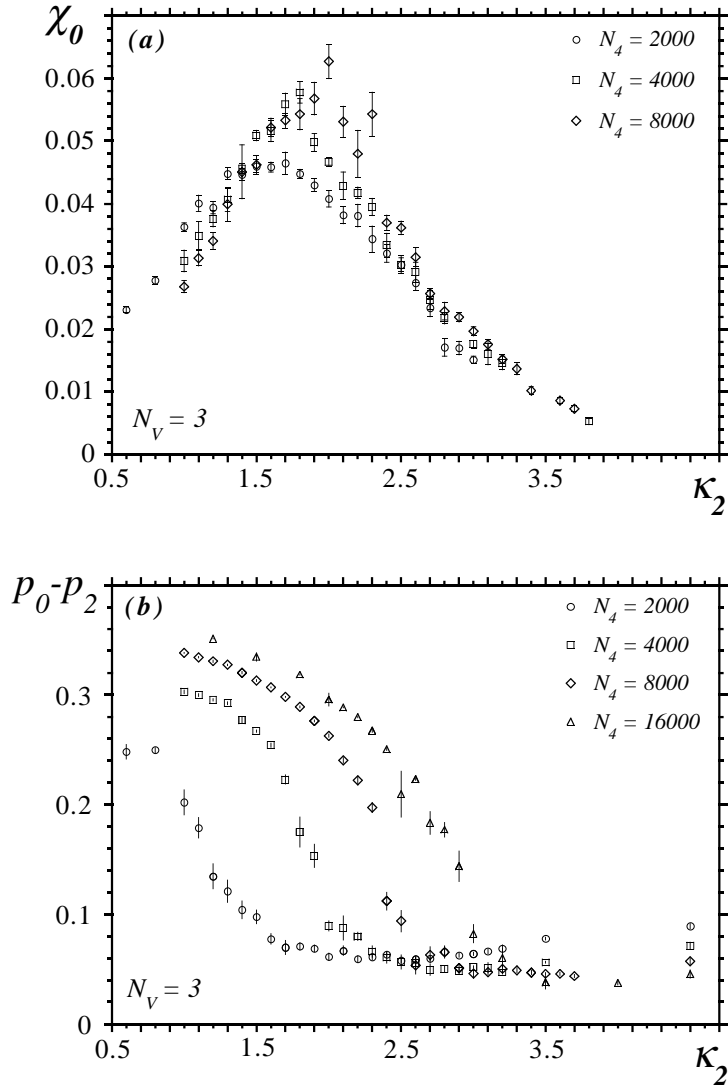 χ₀
(a)
N₄ = 2000
N₄ = 4000
N₄ = 8000
0.06
0.05
0.04
0.03
0.02
0.01
0
N_V = 3
0.5
1.5
2.5
3.5
κ₂
p₀-p₂
(b)
N₄ = 2000
N₄ = 4000
N₄ = 8000
N₄ = 16000
0.3
0.2
0.1
0
N_V = 3
0.5
1.5
2.5
3.5
κ₂